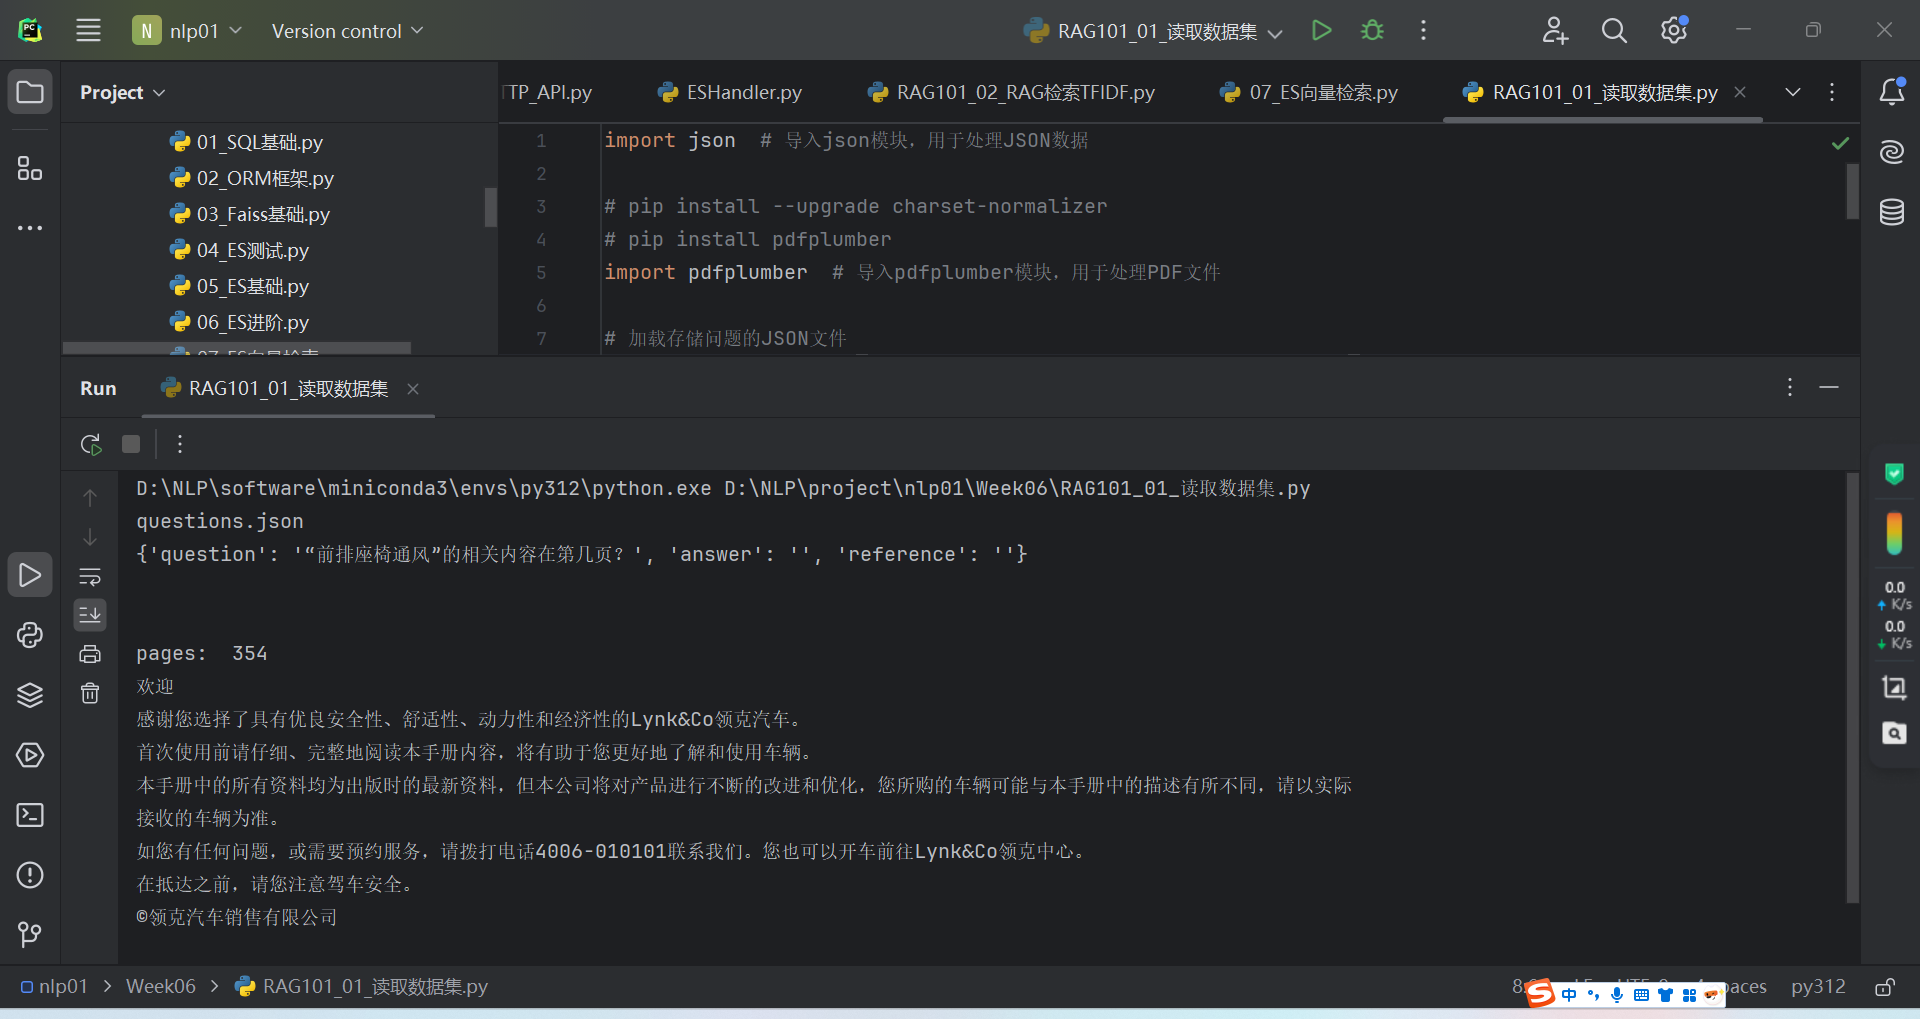 N nlp01 Version control RAG101_01_读取数据集
Project
TP_API.py ESHandler.py RAG101_02_RAG检索TFIDF.py 07_ES向量检索.py RAG101_01_读取数据集.py
01_SQL基础.py
02_ORM框架.py
03_Faiss基础.py
04_ES测试.py
05_ES基础.py
06_ES进阶.py
1 import json # 导入json模块，用于处理JSON数据
2
3 # pip install --upgrade charset-normalizer
4 # pip install pdfplumber
5 import pdfplumber # 导入pdfplumber模块，用于处理PDF文件
6
7 # 加载存储问题的JSON文件
Run RAG101_01_读取数据集
D:\NLP\software\miniconda3\envs\py312\python.exe D:\NLP\project\nlp01\Week06\RAG101_01_读取数据集.py
questions.json
{'question': '“前排座椅通风”的相关内容在第几页？', 'answer': '', 'reference': ''}
pages:  354
欢迎
感谢您选择了具有优良安全性、舒适性、动力性和经济性的Lynk&Co领克汽车。
首次使用前请仔细、完整地阅读本手册内容，将有助于您更好地了解和使用车辆。
本手册中的所有资料均为出版时的最新资料，但本公司将对产品进行不断的改进和优化，您所购的车辆可能与本手册中的描述有所不同，请以实际
接收的车辆为准。
如您有任何问题，或需要预约服务，请拨打电话4006-010101联系我们。您也可以开车前往Lynk&Co领克中心。
在抵达之前，请您注意驾车安全。
©领克汽车销售有限公司
0.0
K/s
0.0
K/s
nlp01 Week06 RAG101_01_读取数据集.py
py312
中